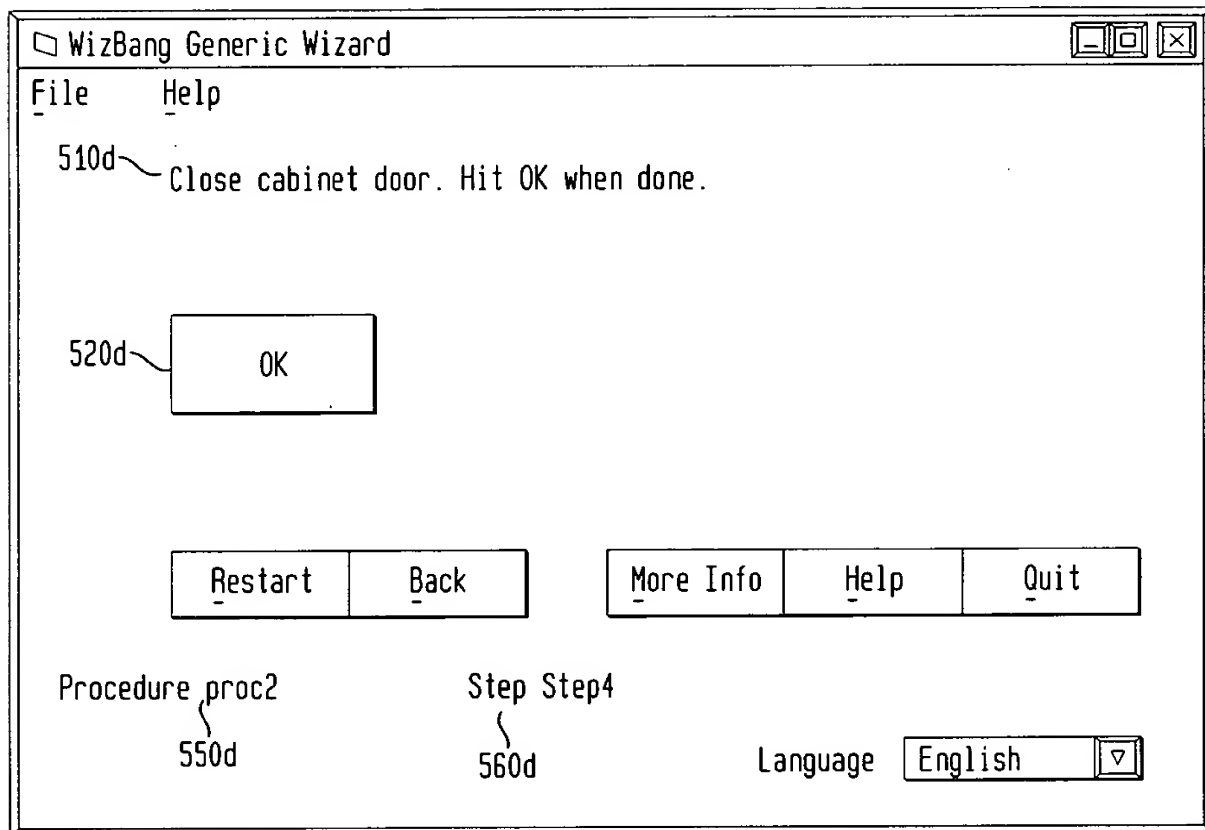 WizBang Generic Wizard
File Help
510d
Close cabinet door. Hit OK when done.
520d
OK
Restart Back More Info Help Quit
Procedure proc2 Step Step4
550d 560d
Language English